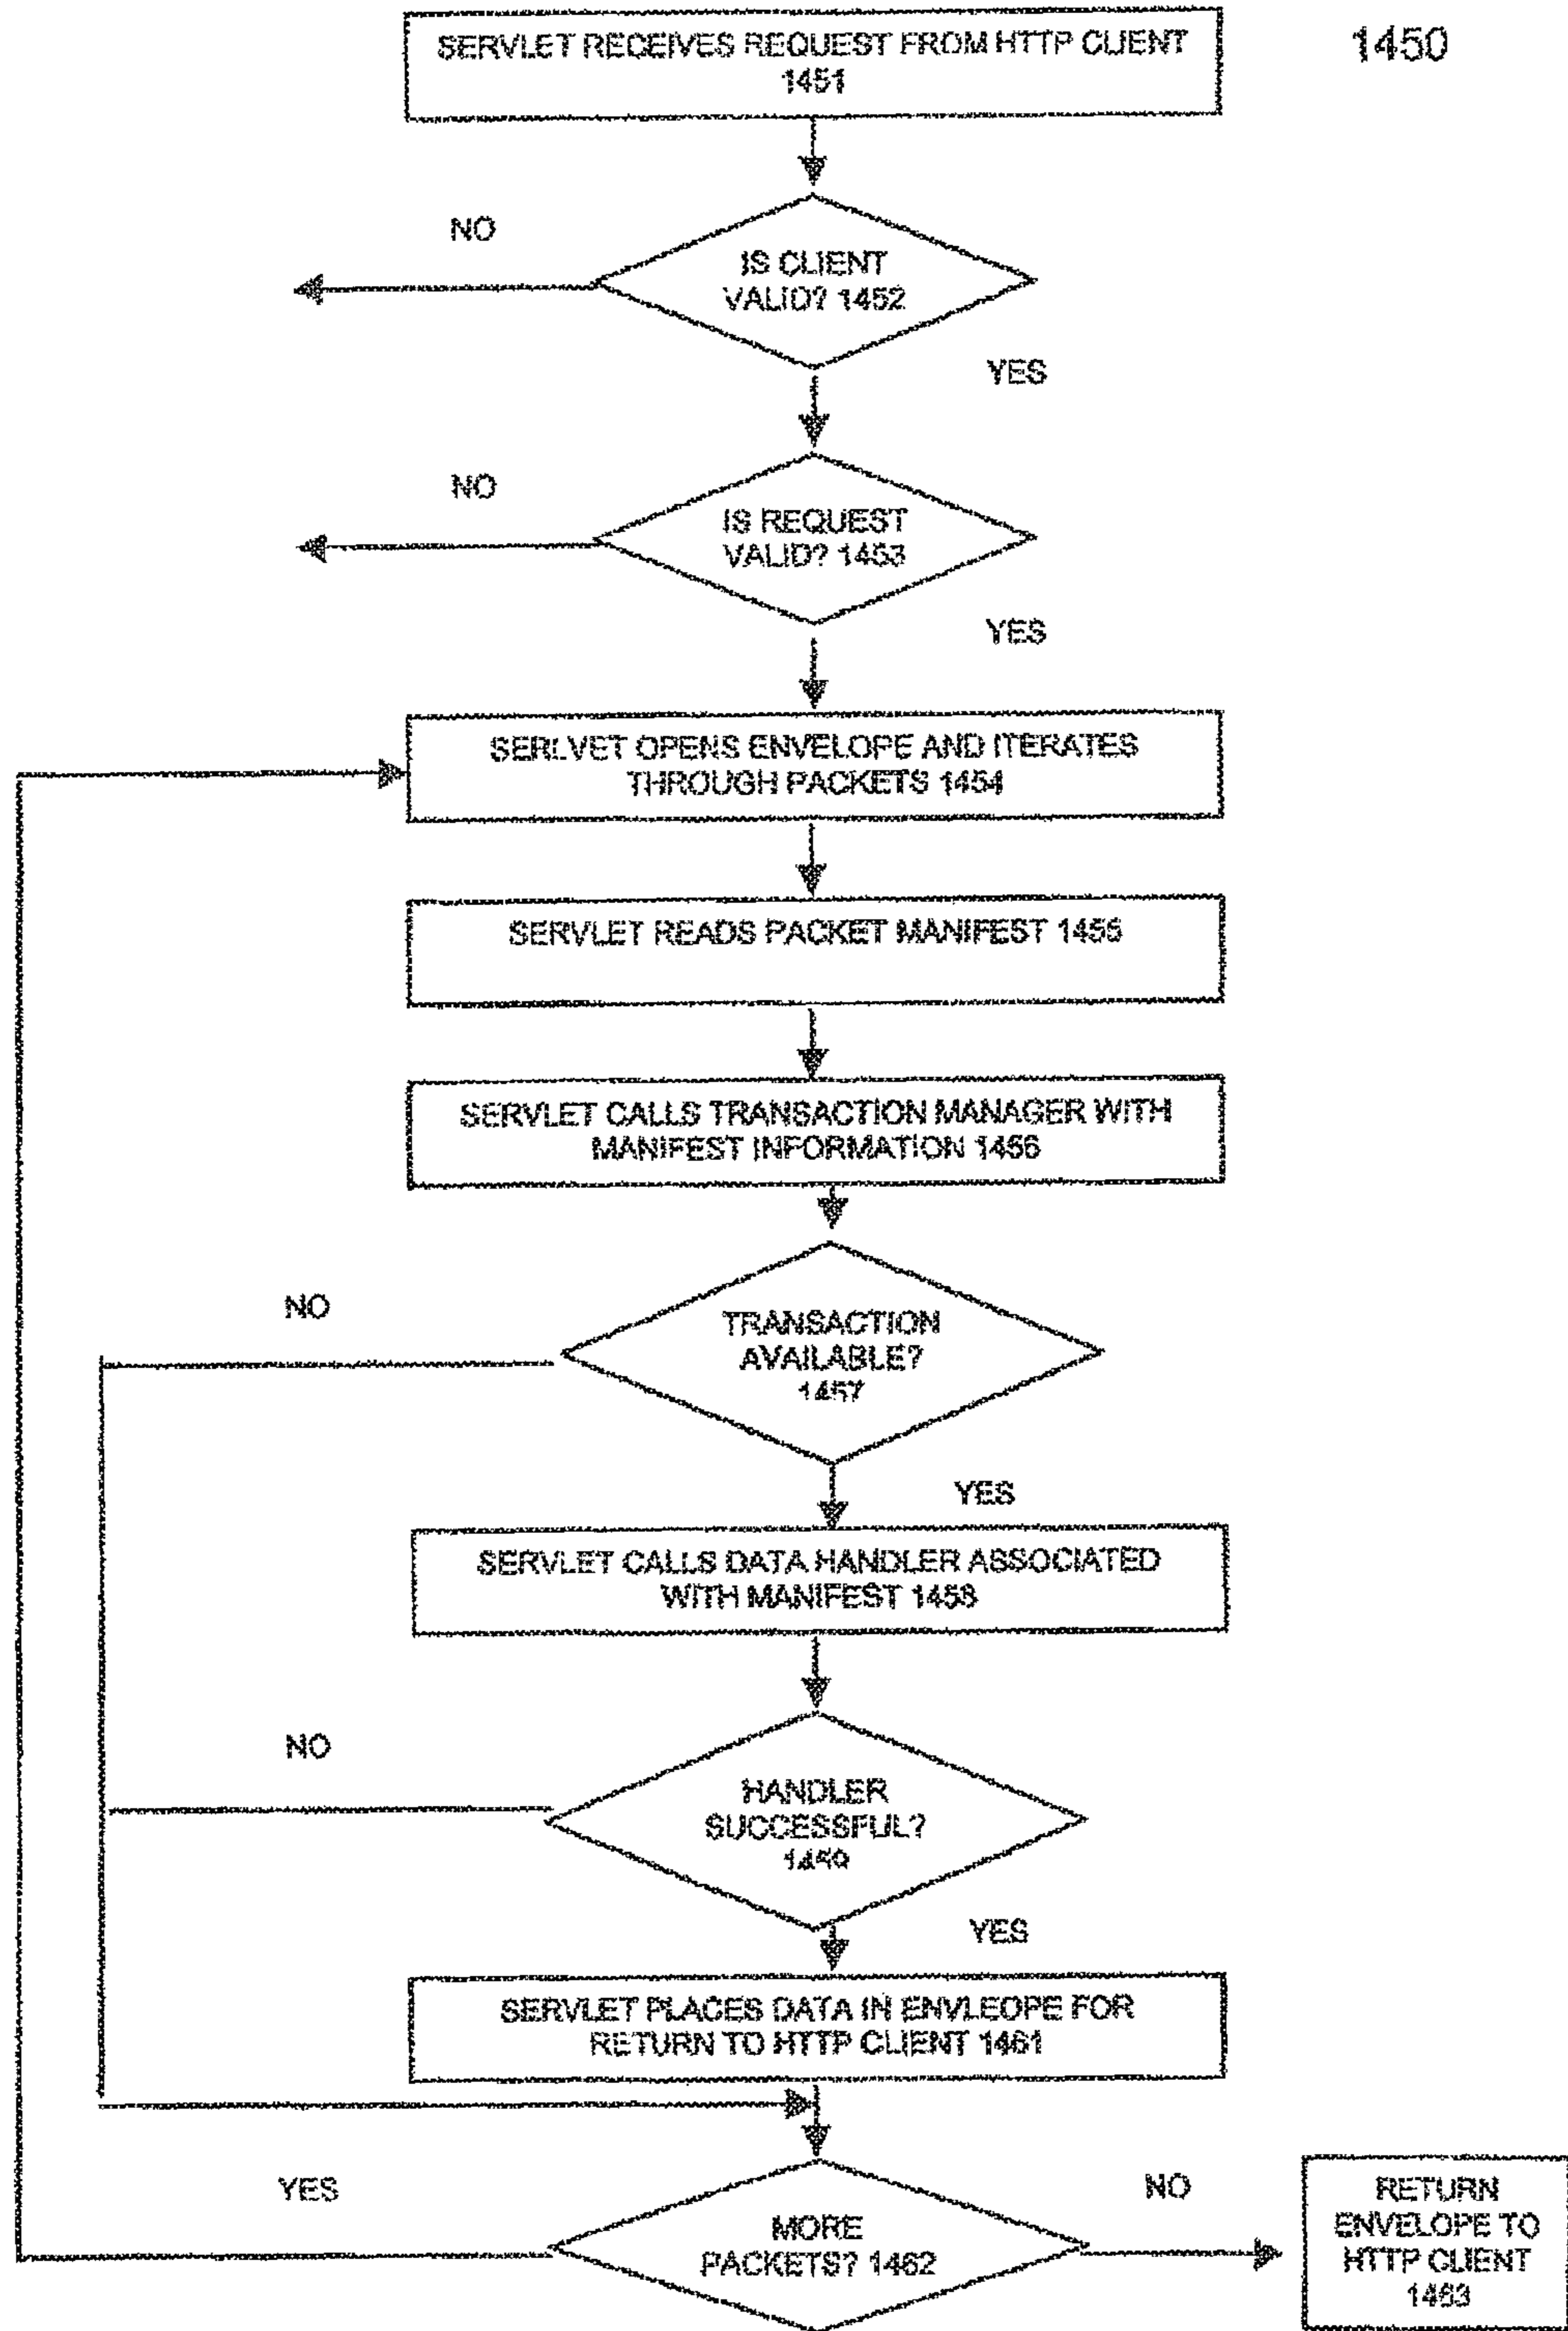 SERVLET RECEIVES REQUEST FROM HTTP CLIENT
1451
1450
NO
IS CLIENT
VALID? 1452
YES
NO
IS REQUEST
VALID? 1453
YES
SERLVET OPENS ENVELOPE AND ITERATES
THROUGH PACKETS 1454
SERVLET READS PACKET MANIFEST 1455
SERVLET CALLS TRANSACTION MANAGER WITH
MANIFEST INFORMATION 1456
NO
TRANSACTION
AVAILABLE?
1457
YES
SERVLET CALLS DATA HANDLER ASSOCIATED
WITH MANIFEST 1458
NO
HANDLER
SUCCESSFUL?
1459
YES
SERVLET PLACES DATA IN ENVLEOPE FOR
RETURN TO HTTP CLIENT 1461
YES
MORE
PACKETS? 1462
NO
RETURN
ENVELOPE TO
HTTP CLIENT
1463